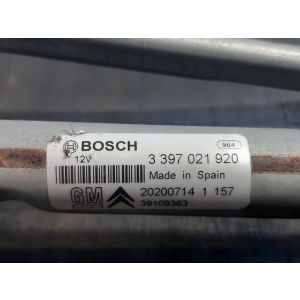 BOSCH
964
12V
3 397 021 920
Made in Spain
GM
20200714 1 157
39109363